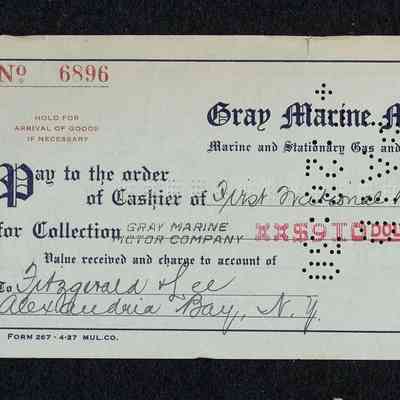 Nº 6896
HOLD FOR
ARRIVAL OF GOODS
IF NECESSARY
Gray Marine M
Marine and Stationary Gas and
Pay to the order
of Cashier of First National
for Collection GRAY MARINE
MOTOR COMPANY
Value received and charge to account of
To Fitzgerald & Lee
Alexandria Bay, N.Y.
FORM 267 - 4-27 MUL.CO.